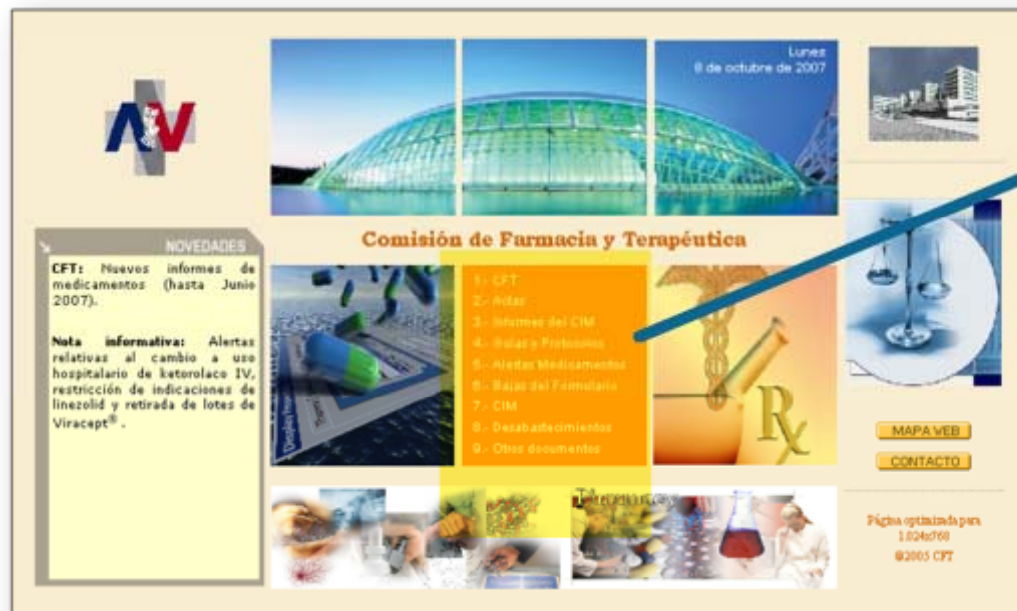 Lunes
8 de octubre de 2007
NOVEDADES
CFT: Nuevos informes de
medicamentos (hasta Junio
2007).
Nota informativa: Alertas
relativas al cambio a uso
hospitalario de ketorolaco IV,
restricción de indicaciones de
linezolid y retirada de lotes de
Viracept® .
Comisión de Farmacia y Terapéutica
1.- CFT
2.- Actas
3.- Informes del CIM
4.- Guías y Protocolos
5.- Alertas Medicamentos
6.- Bajas del Formulario
7.- CIM
8.- Desabastecimientos
9.- Otros documentos
Rx
MAPA WEB
CONTACTO
Página optimizada para
1.024x768
©2005 CFT